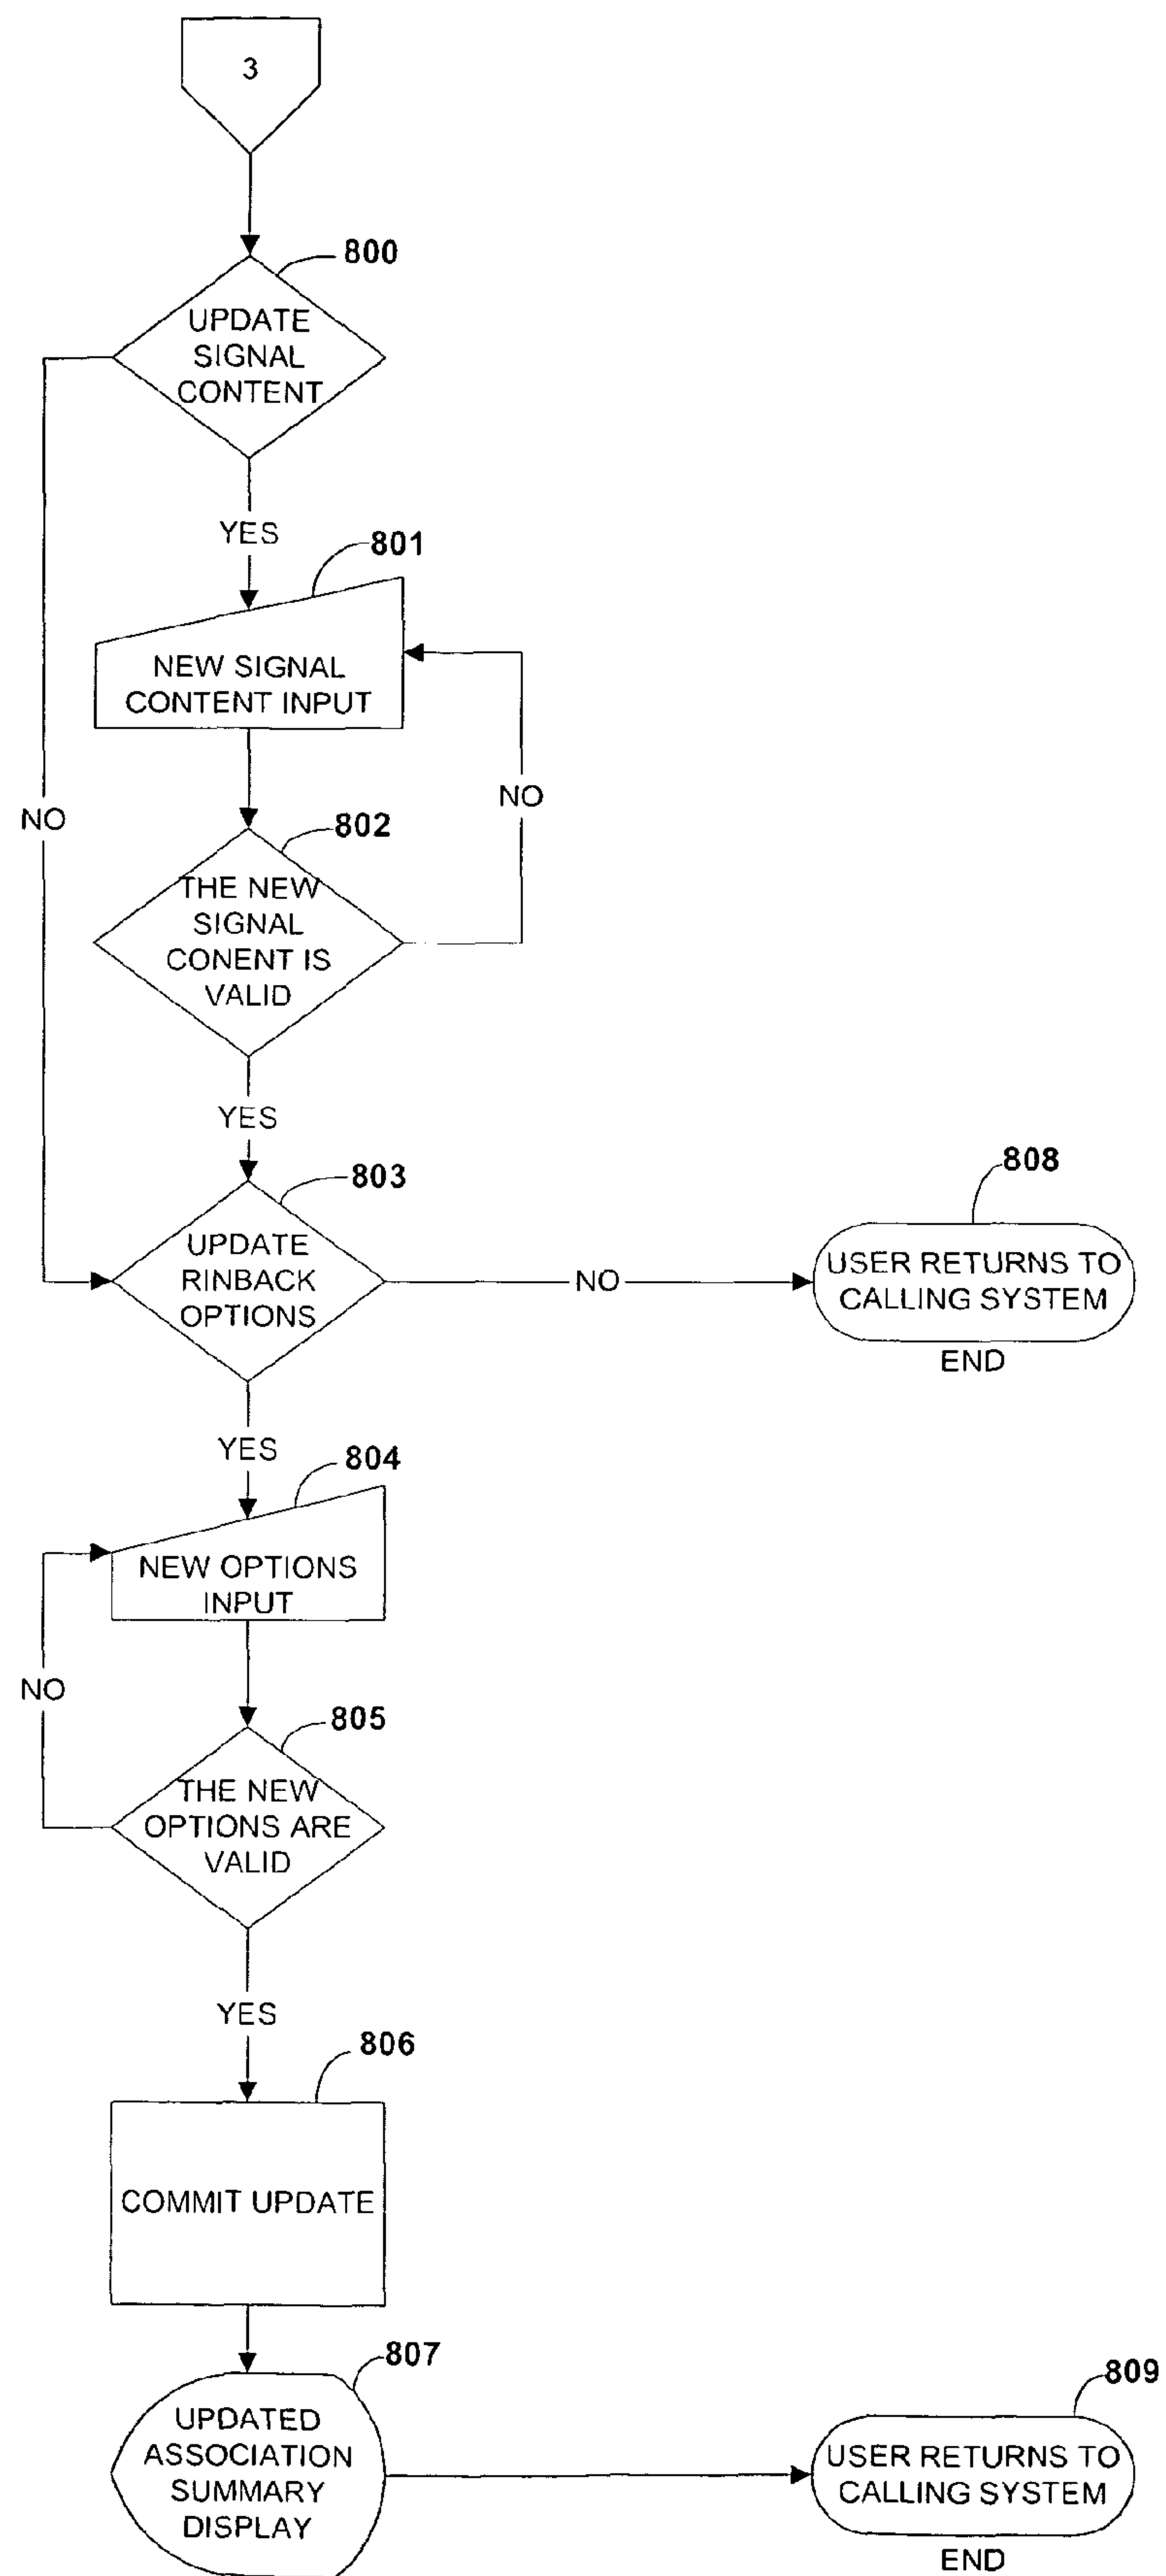 3
800
UPDATE
SIGNAL
CONTENT
YES
801
NEW SIGNAL
CONTENT INPUT
NO
NO
802
THE NEW
SIGNAL
CONENT IS
VALID
YES
803
UPDATE
RINBACK
OPTIONS
NO
808
USER RETURNS TO
CALLING SYSTEM
END
YES
804
NEW OPTIONS
INPUT
NO
805
THE NEW
OPTIONS ARE
VALID
YES
806
COMMIT UPDATE
807
UPDATED
ASSOCIATION
SUMMARY
DISPLAY
809
USER RETURNS TO
CALLING SYSTEM
END